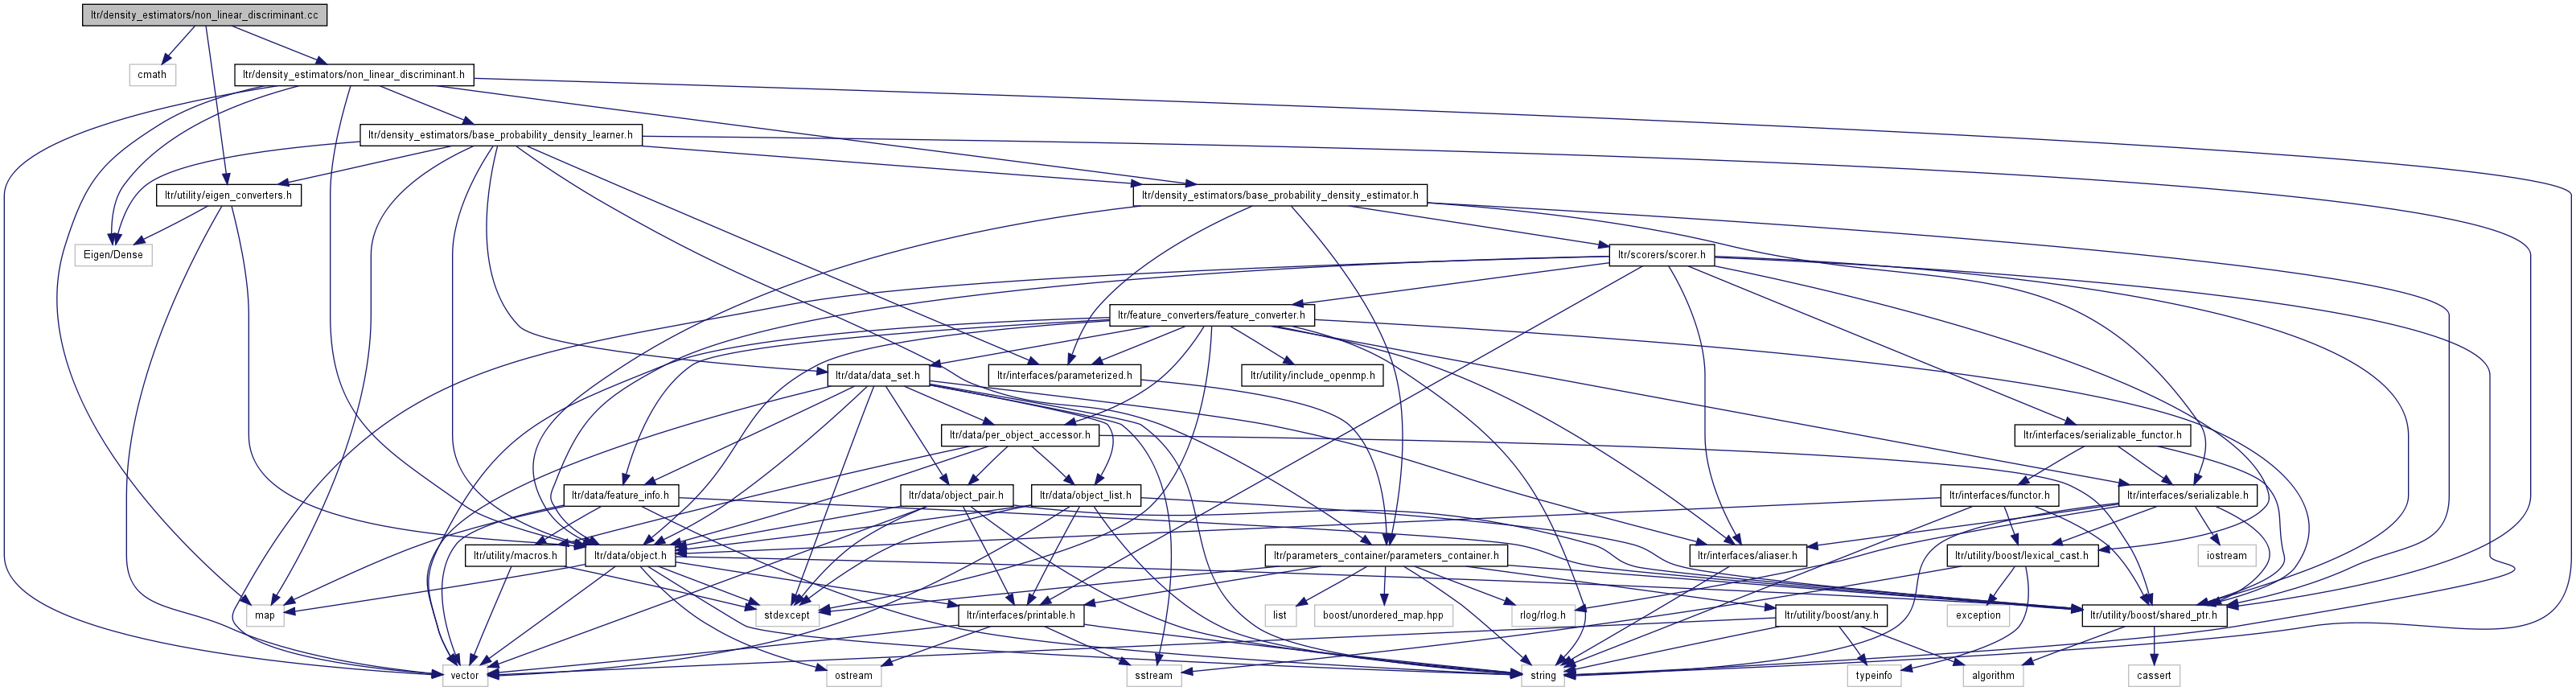 ltr/density_estimators/non_linear_discriminant.cc
cmath
ltr/density_estimators/non_linear_discriminant.h
ltr/density_estimators/base_probability_density_learner.h
ltr/utility/eigen_converters.h
ltr/density_estimators/base_probability_density_estimator.h
Eigen/Dense
ltr/scorers/scorer.h
ltr/feature_converters/feature_converter.h
ltr/data/data_set.h
ltr/interfaces/parameterized.h
ltr/utility/include_openmp.h
ltr/data/per_object_accessor.h
ltr/interfaces/serializable_functor.h
ltr/data/feature_info.h
ltr/data/object_pair.h
ltr/data/object_list.h
ltr/interfaces/functor.h
ltr/interfaces/serializable.h
ltr/utility/macros.h
ltr/data/object.h
ltr/parameters_container/parameters_container.h
ltr/interfaces/aliaser.h
ltr/utility/boost/lexical_cast.h
iostream
map
stdexcept
ltr/interfaces/printable.h
list
boost/unordered_map.hpp
rlog/rlog.h
ltr/utility/boost/any.h
exception
ltr/utility/boost/shared_ptr.h
vector
ostream
sstream
string
typeinfo
algorithm
cassert